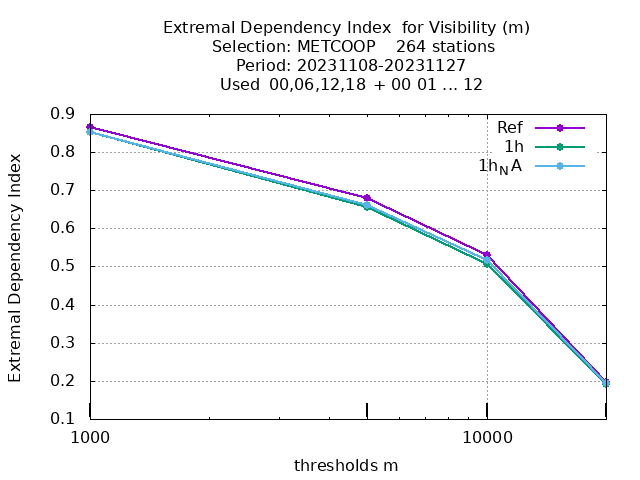 Extremal Dependency Index  for Visibility (m)
Selection: METCOOP    264 stations
Period: 20231108-20231127
Used  00,06,12,18  + 00 01 ... 12
Extremal Dependency Index
0.9
0.8
0.7
0.6
0.5
0.4
0.3
0.2
0.1
Ref
1h
1h_NA
1000
10000
thresholds m